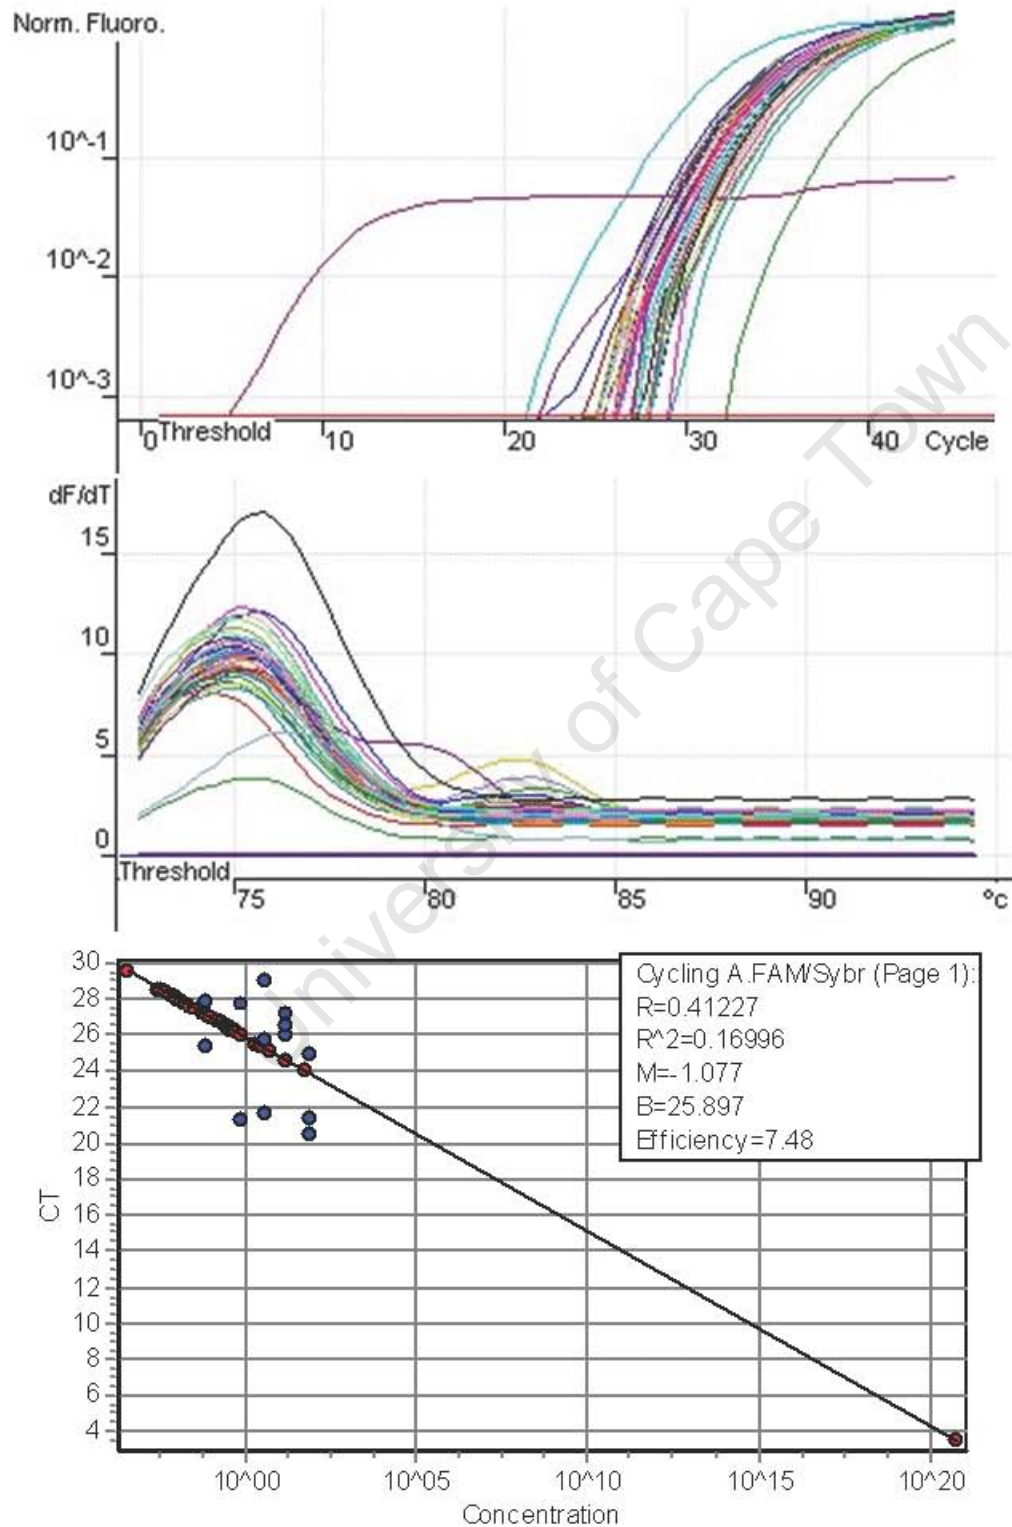 Norm. Fluoro.
10^-1
10^-2
10^-3
Threshold
0 10 20 30 40 Cycle
dF/dT
15
10
5
0
Threshold
75 80 85 90 °c
University of Cape Town
30
28
26
24
22
20
18
16
14
12
10
8
6
4
CT
Cycling A.FAM/Sybr (Page 1):
R=0.41227
R^2=0.16996
M=-1.077
B=25.897
Efficiency=7.48
10^00 10^05 10^10 10^15 10^20
Concentration